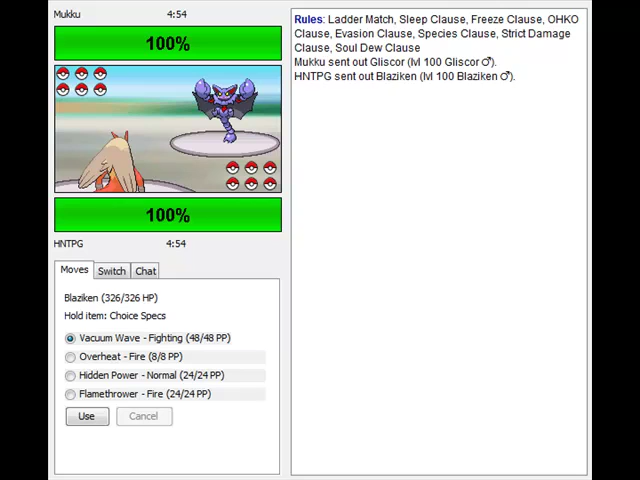 Mukku 4:54
100%
100%
HNTPG 4:54
Moves Switch Chat
Blaziken (326/326 HP)
Hold item: Choice Specs
Vacuum Wave - Fighting (48/48 PP)
Overheat - Fire (8/8 PP)
Hidden Power - Normal (24/24 PP)
Flamethrower - Fire (24/24 PP)
Use Cancel
Rules: Ladder Match, Sleep Clause, Freeze Clause, OHKO
Clause, Evasion Clause, Species Clause, Strict Damage
Clause, Soul Dew Clause
Mukku sent out Gliscor (lvl 100 Gliscor ♂).
HNTPG sent out Blaziken (lvl 100 Blaziken ♂).